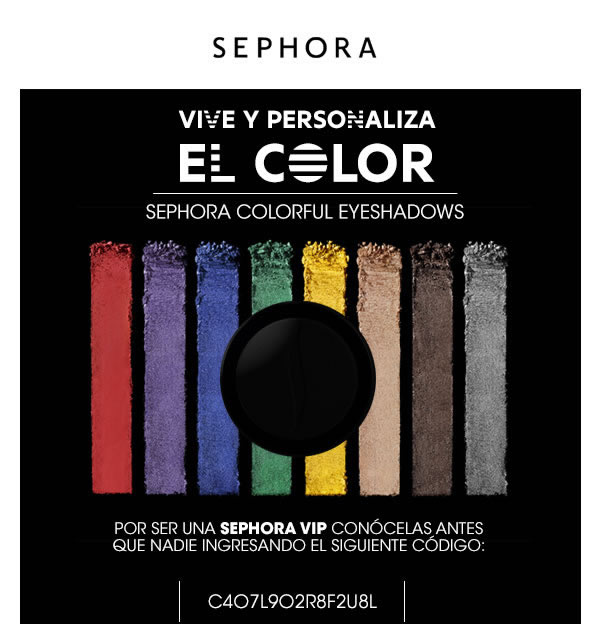 SEPHORA
VIVE Y PERSONALIZA
EL COLOR
SEPHORA COLORFUL EYESHADOWS
POR SER UNA SEPHORA VIP CONÓCELAS ANTES
QUE NADIE INGRESANDO EL SIGUIENTE CÓDIGO:
C4O7L9O2R8F2U8L